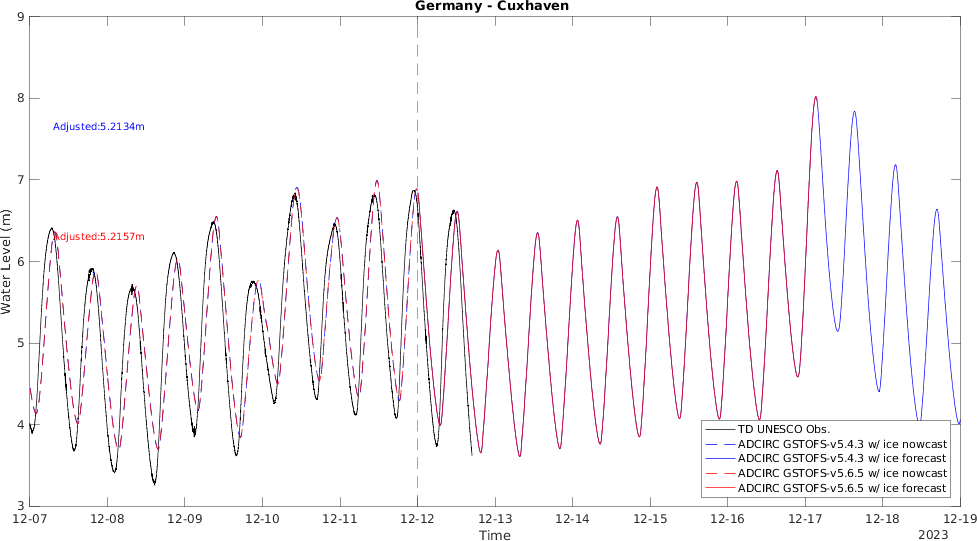 Germany - Cuxhaven
9
8
7
6
5
4
3
Water Level (m)
Adjusted:5.2134m
Adjusted:5.2157m
TD UNESCO Obs.
ADCIRC GSTOFS-v5.4.3 w/ ice nowcast
ADCIRC GSTOFS-v5.4.3 w/ ice forecast
ADCIRC GSTOFS-v5.6.5 w/ ice nowcast
ADCIRC GSTOFS-v5.6.5 w/ ice forecast
12-07 12-08 12-09 12-10 12-11 12-12 12-13 12-14 12-15 12-16 12-17 12-18 12-19
Time
2023